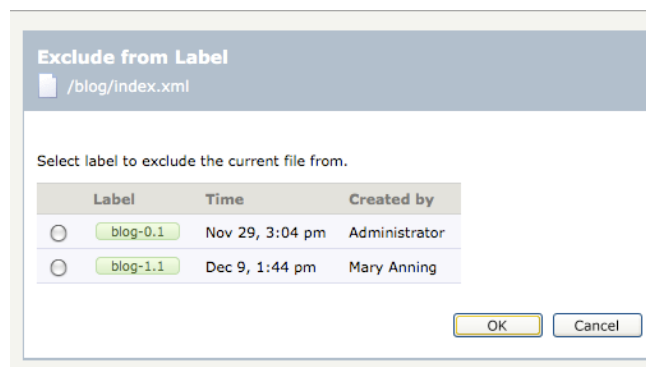 Exclude from Label
/blog/index.xml
Select label to exclude the current file from.
Label Time Created by
blog-0.1 Nov 29, 3:04 pm Administrator
blog-1.1 Dec 9, 1:44 pm Mary Anning
OK Cancel